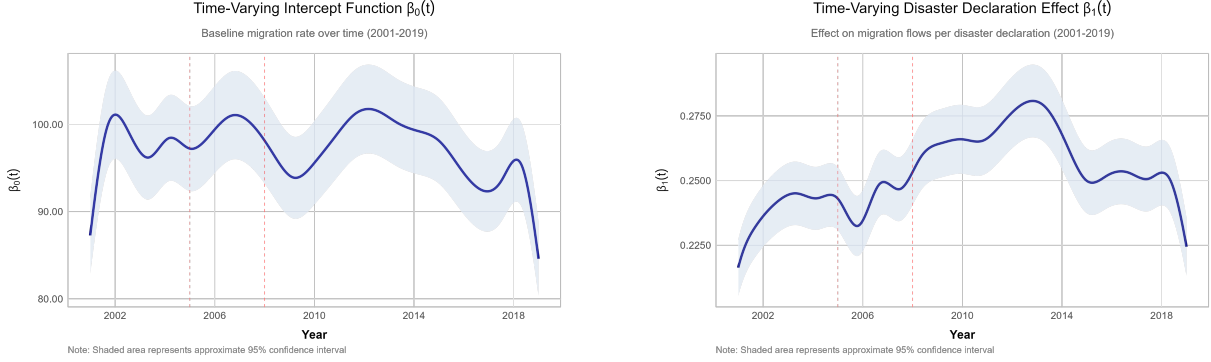 Time-Varying Intercept Function β₀(t)
Baseline migration rate over time (2001-2019)
100.00
90.00
80.00
β₀(t)
2002 2006 2010 2014 2018
Year
Note: Shaded area represents approximate 95% confidence interval
Time-Varying Disaster Declaration Effect β₁(t)
Effect on migration flows per disaster declaration (2001-2019)
0.2750
0.2500
0.2250
β₁(t)
2002 2006 2010 2014 2018
Year
Note: Shaded area represents approximate 95% confidence interval